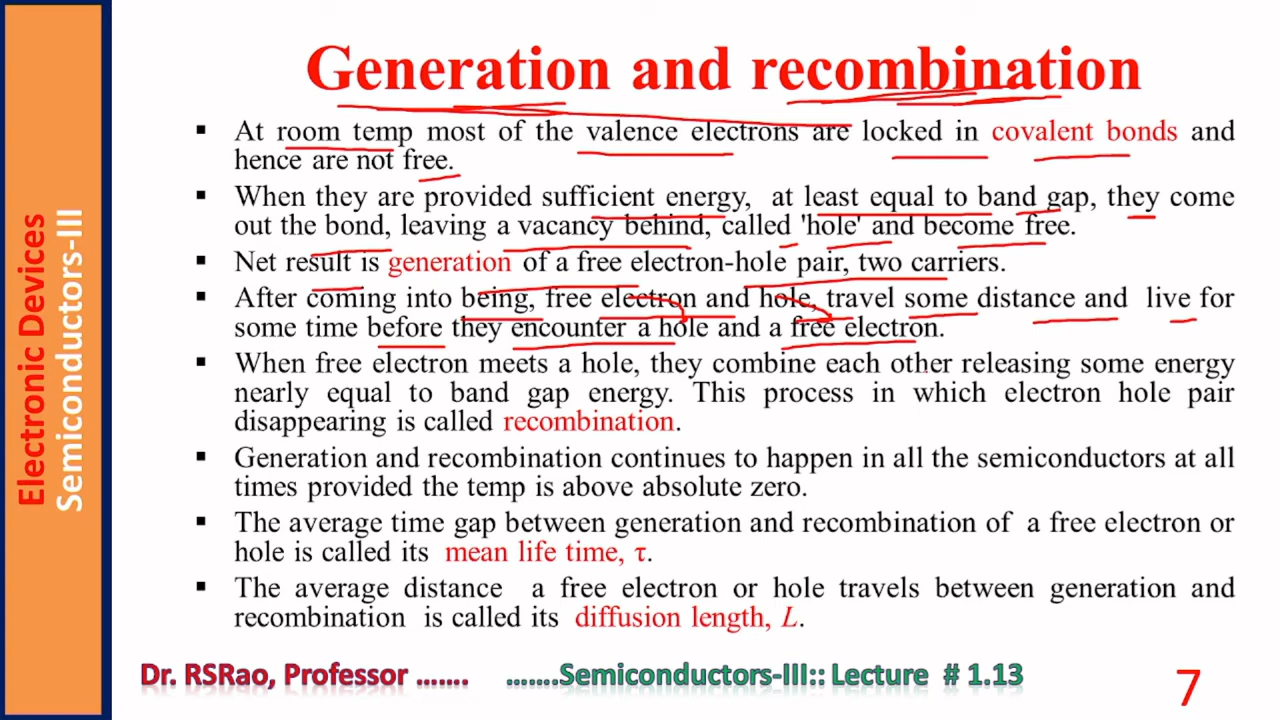 Generation and recombination
▪ At room temp most of the valence electrons are locked in covalent bonds and
hence are not free.
▪ When they are provided sufficient energy, at least equal to band gap, they come
out the bond, leaving a vacancy behind, called 'hole' and become free.
▪ Net result is generation of a free electron-hole pair, two carriers.
▪ After coming into being, free electron and hole, travel some distance and live for
some time before they encounter a hole and a free electron.
▪ When free electron meets a hole, they combine each other releasing some energy
nearly equal to band gap energy. This process in which electron hole pair
disappearing is called recombination.
▪ Generation and recombination continues to happen in all the semiconductors at all
times provided the temp is above absolute zero.
▪ The average time gap between generation and recombination of a free electron or
hole is called its mean life time, τ.
▪ The average distance a free electron or hole travels between generation and
recombination is called its diffusion length, L.
Electronic Devices
Semiconductors-III
Dr. RSRao, Professor ....... .......Semiconductors-III:: Lecture # 1.13
7